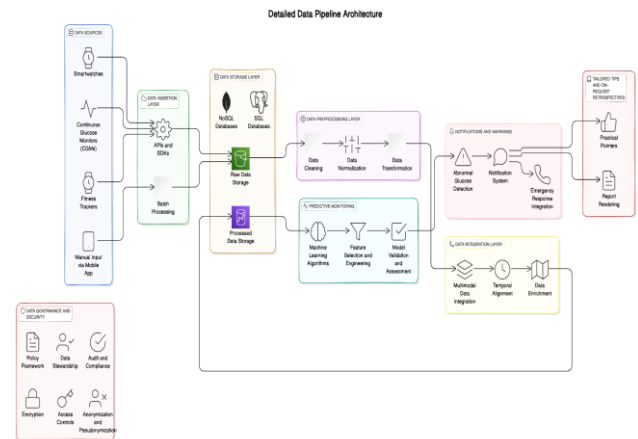 Detailed Data Pipeline Architecture
DATA SOURCES
Smartwatches
Continuous
Glucose
Monitors
(CGMs)
Fitness
Trackers
Manual Input
via Mobile
App
DATA INGESTION
LAYER
APIs and
Batch
Processing
DATA STORAGE LAYER
NoSQL
Databases
SQL
Databases
Raw Data
Storage
Processed
Data Storage
DATA PREPROCESSING LAYER
Data
Cleaning
Data
Normalization
Data
Transformation
PREDICTIVE MONITORING
Machine
Learning
Algorithms
Feature
Selection and
Engineering
Model
Validation
and
Assessment
NOTIFICATIONS AND WARNINGS
Abnormal
Glucose
Detection
Notification
System
Emergency
Response
Integration
DATA INTEGRATION LAYER
Multimodal
Data
Integration
Temporal
Alignment
Data
Enrichment
TAILORED TIPS
AND ON-
REQUEST
RETROSPECTIVES
Practical
Pointers
Report
Rendering
DATA GOVERNANCE AND
SECURITY
Policy
Framework
Data
Stewardship
Audit and
Compliance
Encryption
Access
Controls
Anonymization
and
Pseudonymization